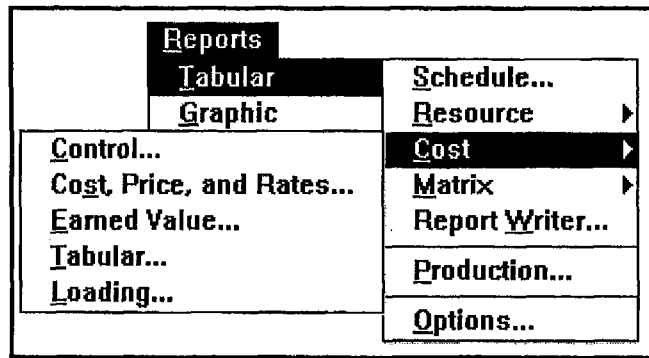 Reports
Tabular
Graphic
Schedule...
Resource
Cost
Matrix
Report Writer...
Production...
Options...
Control...
Cost, Price, and Rates...
Earned Value...
Tabular...
Loading...